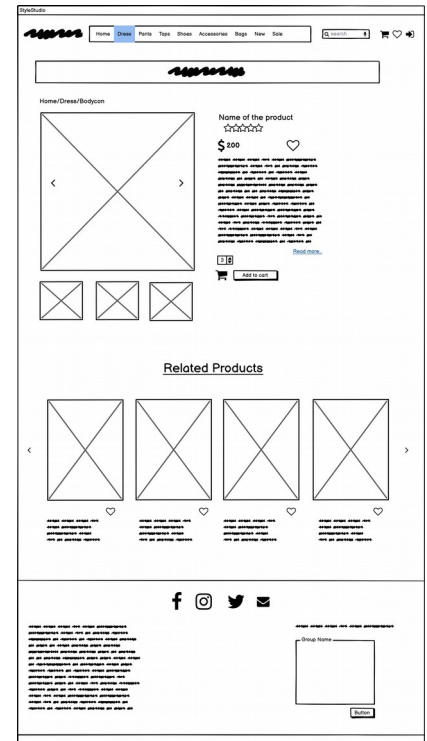 StyleStudio
Home Dress Pants Tops Shoes Accessories Bags New Sale
search
Home/Dress/Bodycon
Name of the product
$ 200
Read more..
3
Add to cart
Related Products
Group Name
Button